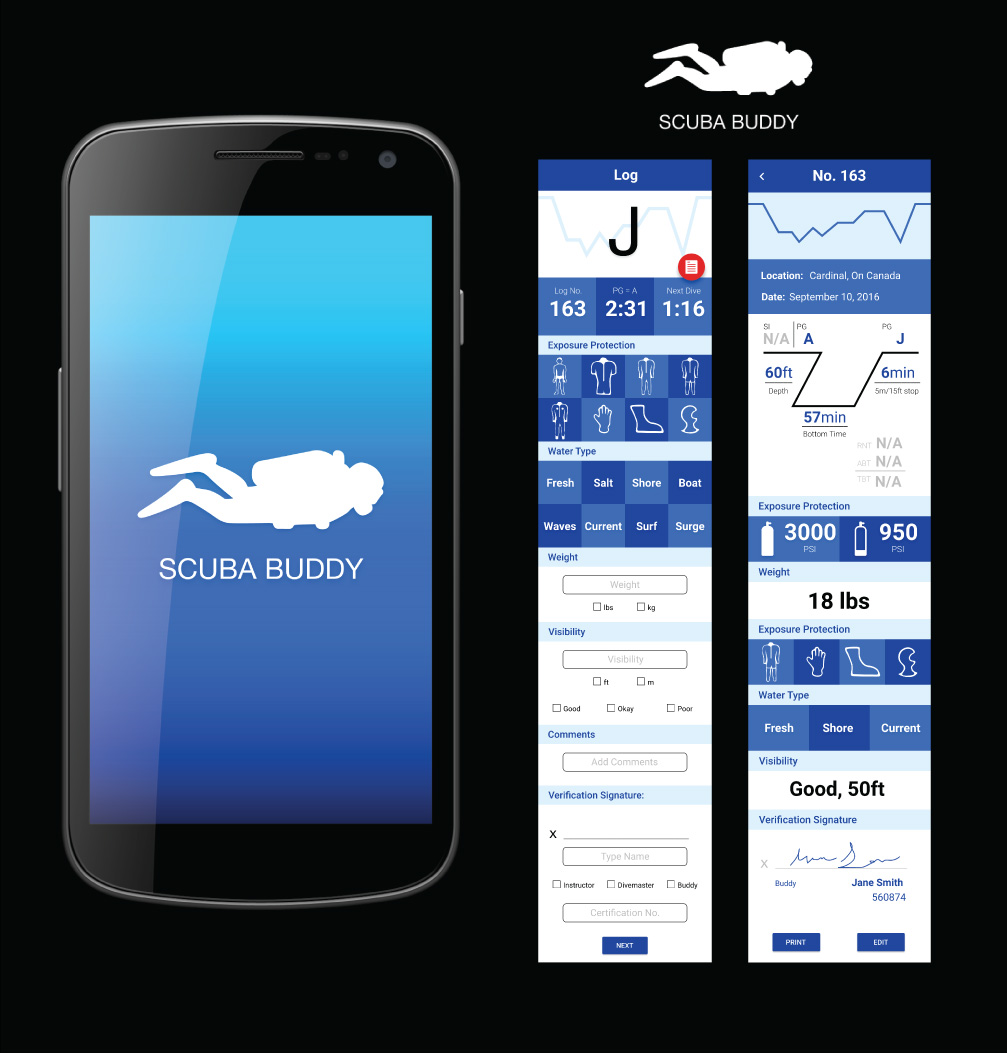 SCUBA BUDDY
SCUBA BUDDY
Log
J
Log No.
163
PG = A
2:31
Next Dive
1:16
Exposure Protection
Water Type
Fresh
Salt
Shore
Boat
Waves
Current
Surf
Surge
Weight
Weight
lbs
kg
Visibility
Visibility
ft
m
Good
Okay
Poor
Comments
Add Comments
Verification Signature:
X
Type Name
Instructor
Divemaster
Buddy
Certification No.
NEXT
< No. 163
Location: Cardinal, On Canada
Date: September 10, 2016
SI
N/A
PG
A
PG
J
60ft
Depth
6min
5m/15ft stop
57min
Bottom Time
RNT N/A
ABT N/A
TBT N/A
Exposure Protection
3000
PSI
950
PSI
Weight
18 lbs
Exposure Protection
Water Type
Fresh
Shore
Current
Visibility
Good, 50ft
Verification Signature
X
Buddy
Jane Smith
560874
PRINT
EDIT